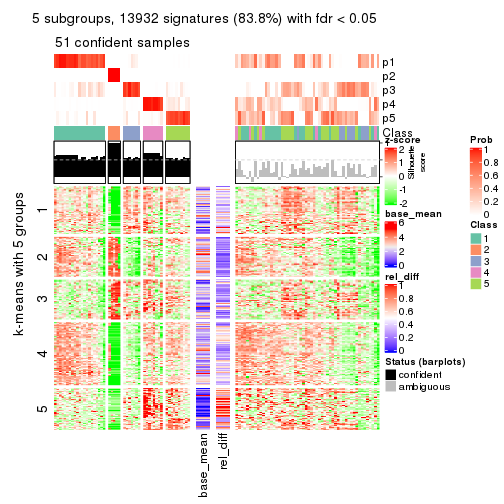 5 subgroups, 13932 signatures (83.8%) with fdr < 0.05
51 confident samples
p1
p2
p3
p4
p5
Class
Silhouette
score
k-means with 5 groups
1
2
3
4
5
base_mean
rel_diff
z-score
2
1
0
-1
-2
base_mean
6
4
2
0
rel_diff
1
0.8
0.6
0.4
0.2
0
Status (barplots)
confident
ambiguous
Prob
1
0.8
0.6
0.4
0.2
0
Class
1
2
3
4
5